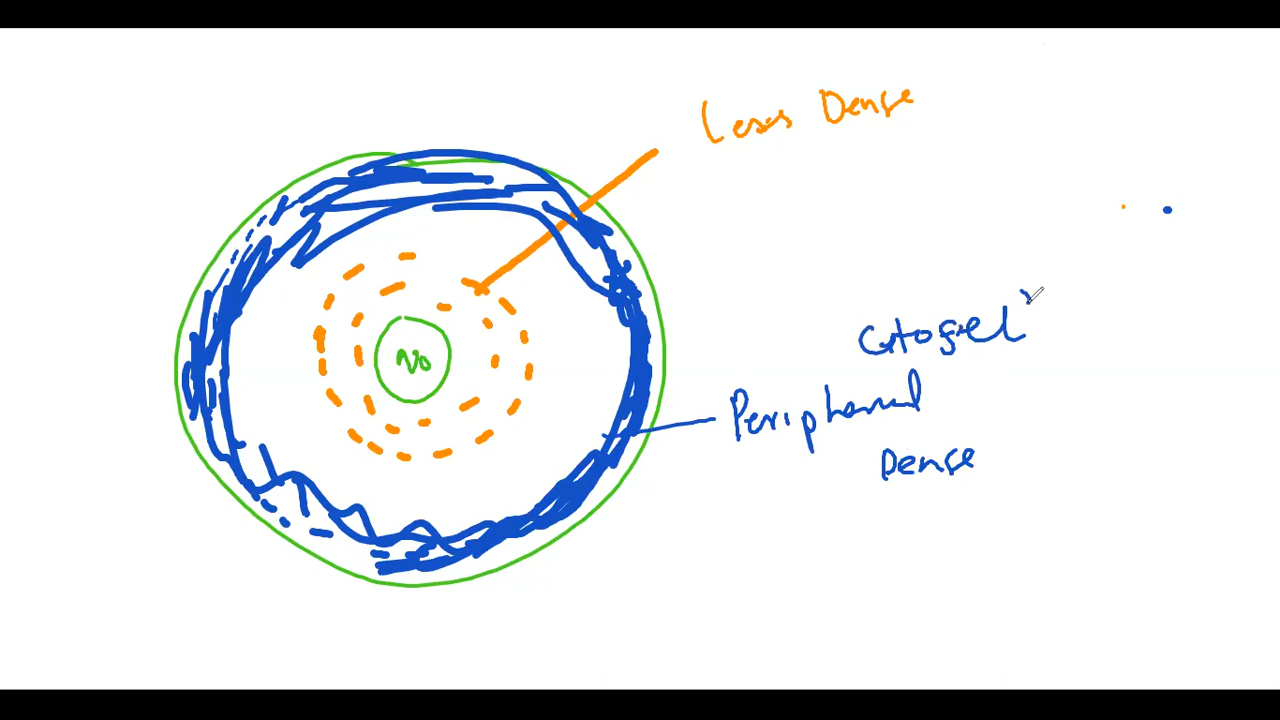 Less Dense
No
Cytogel
Peripheral
Dense